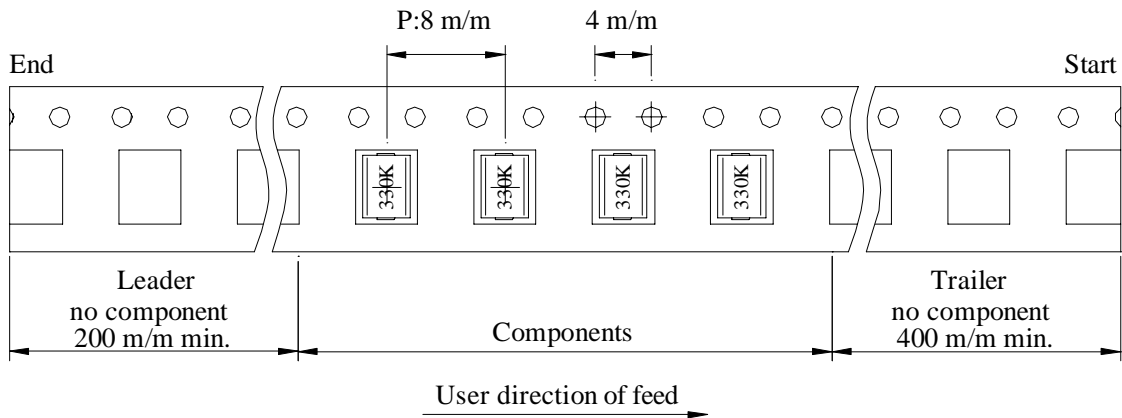 P:8 m/m
4 m/m
End
Start
330K
330K
330K
330K
Leader
no component
200 m/m min.
Components
Trailer
no component
400 m/m min.
User direction of feed